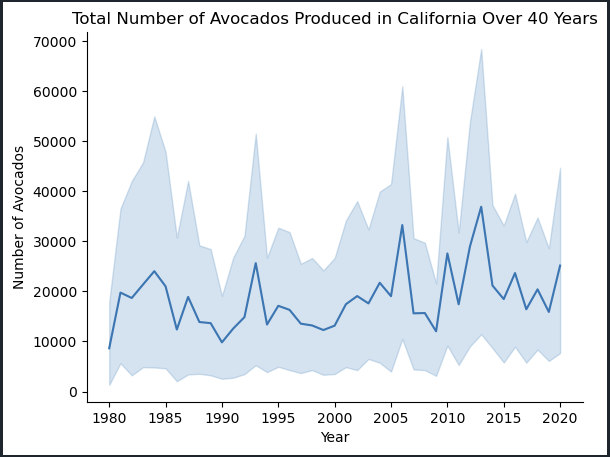 Total Number of Avocados Produced in California Over 40 Years
70000
60000
50000
40000
30000
20000
10000
0
Number of Avocados
1980 1985 1990 1995 2000 2005 2010 2015 2020
Year